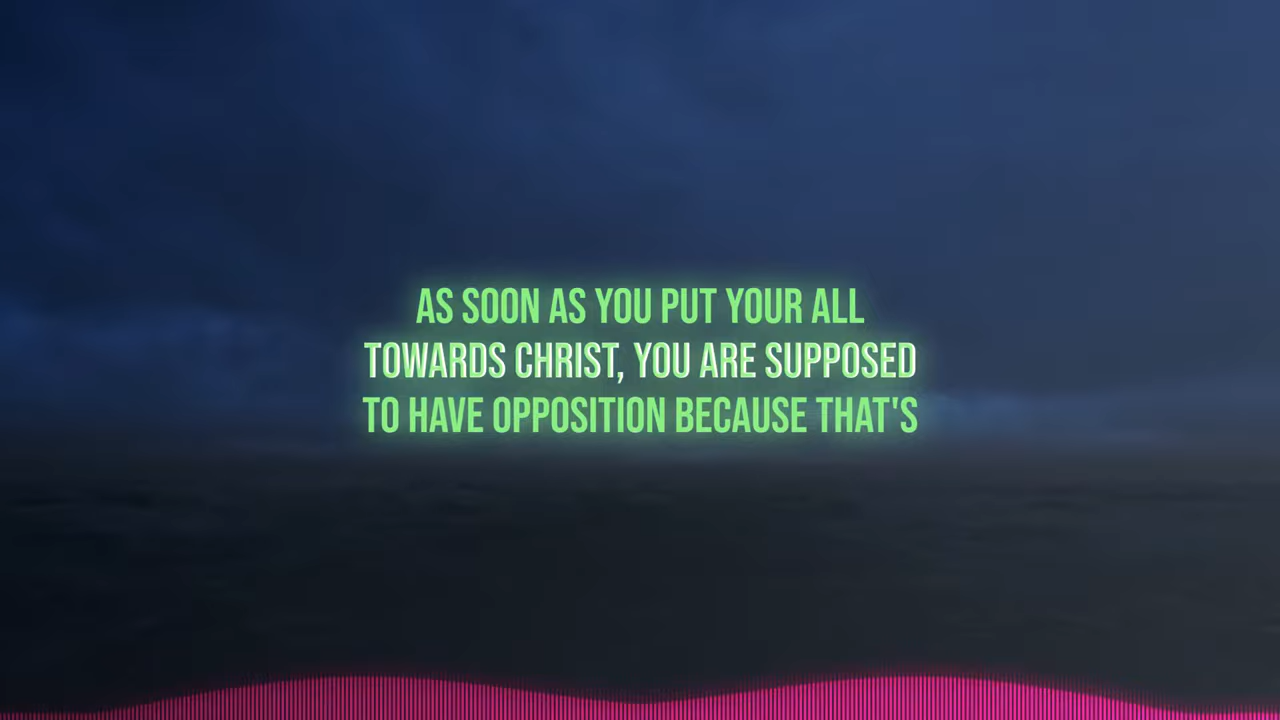 AS SOON AS YOU PUT YOUR ALL
TOWARDS CHRIST, YOU ARE SUPPOSED
TO HAVE OPPOSITION BECAUSE THAT'S